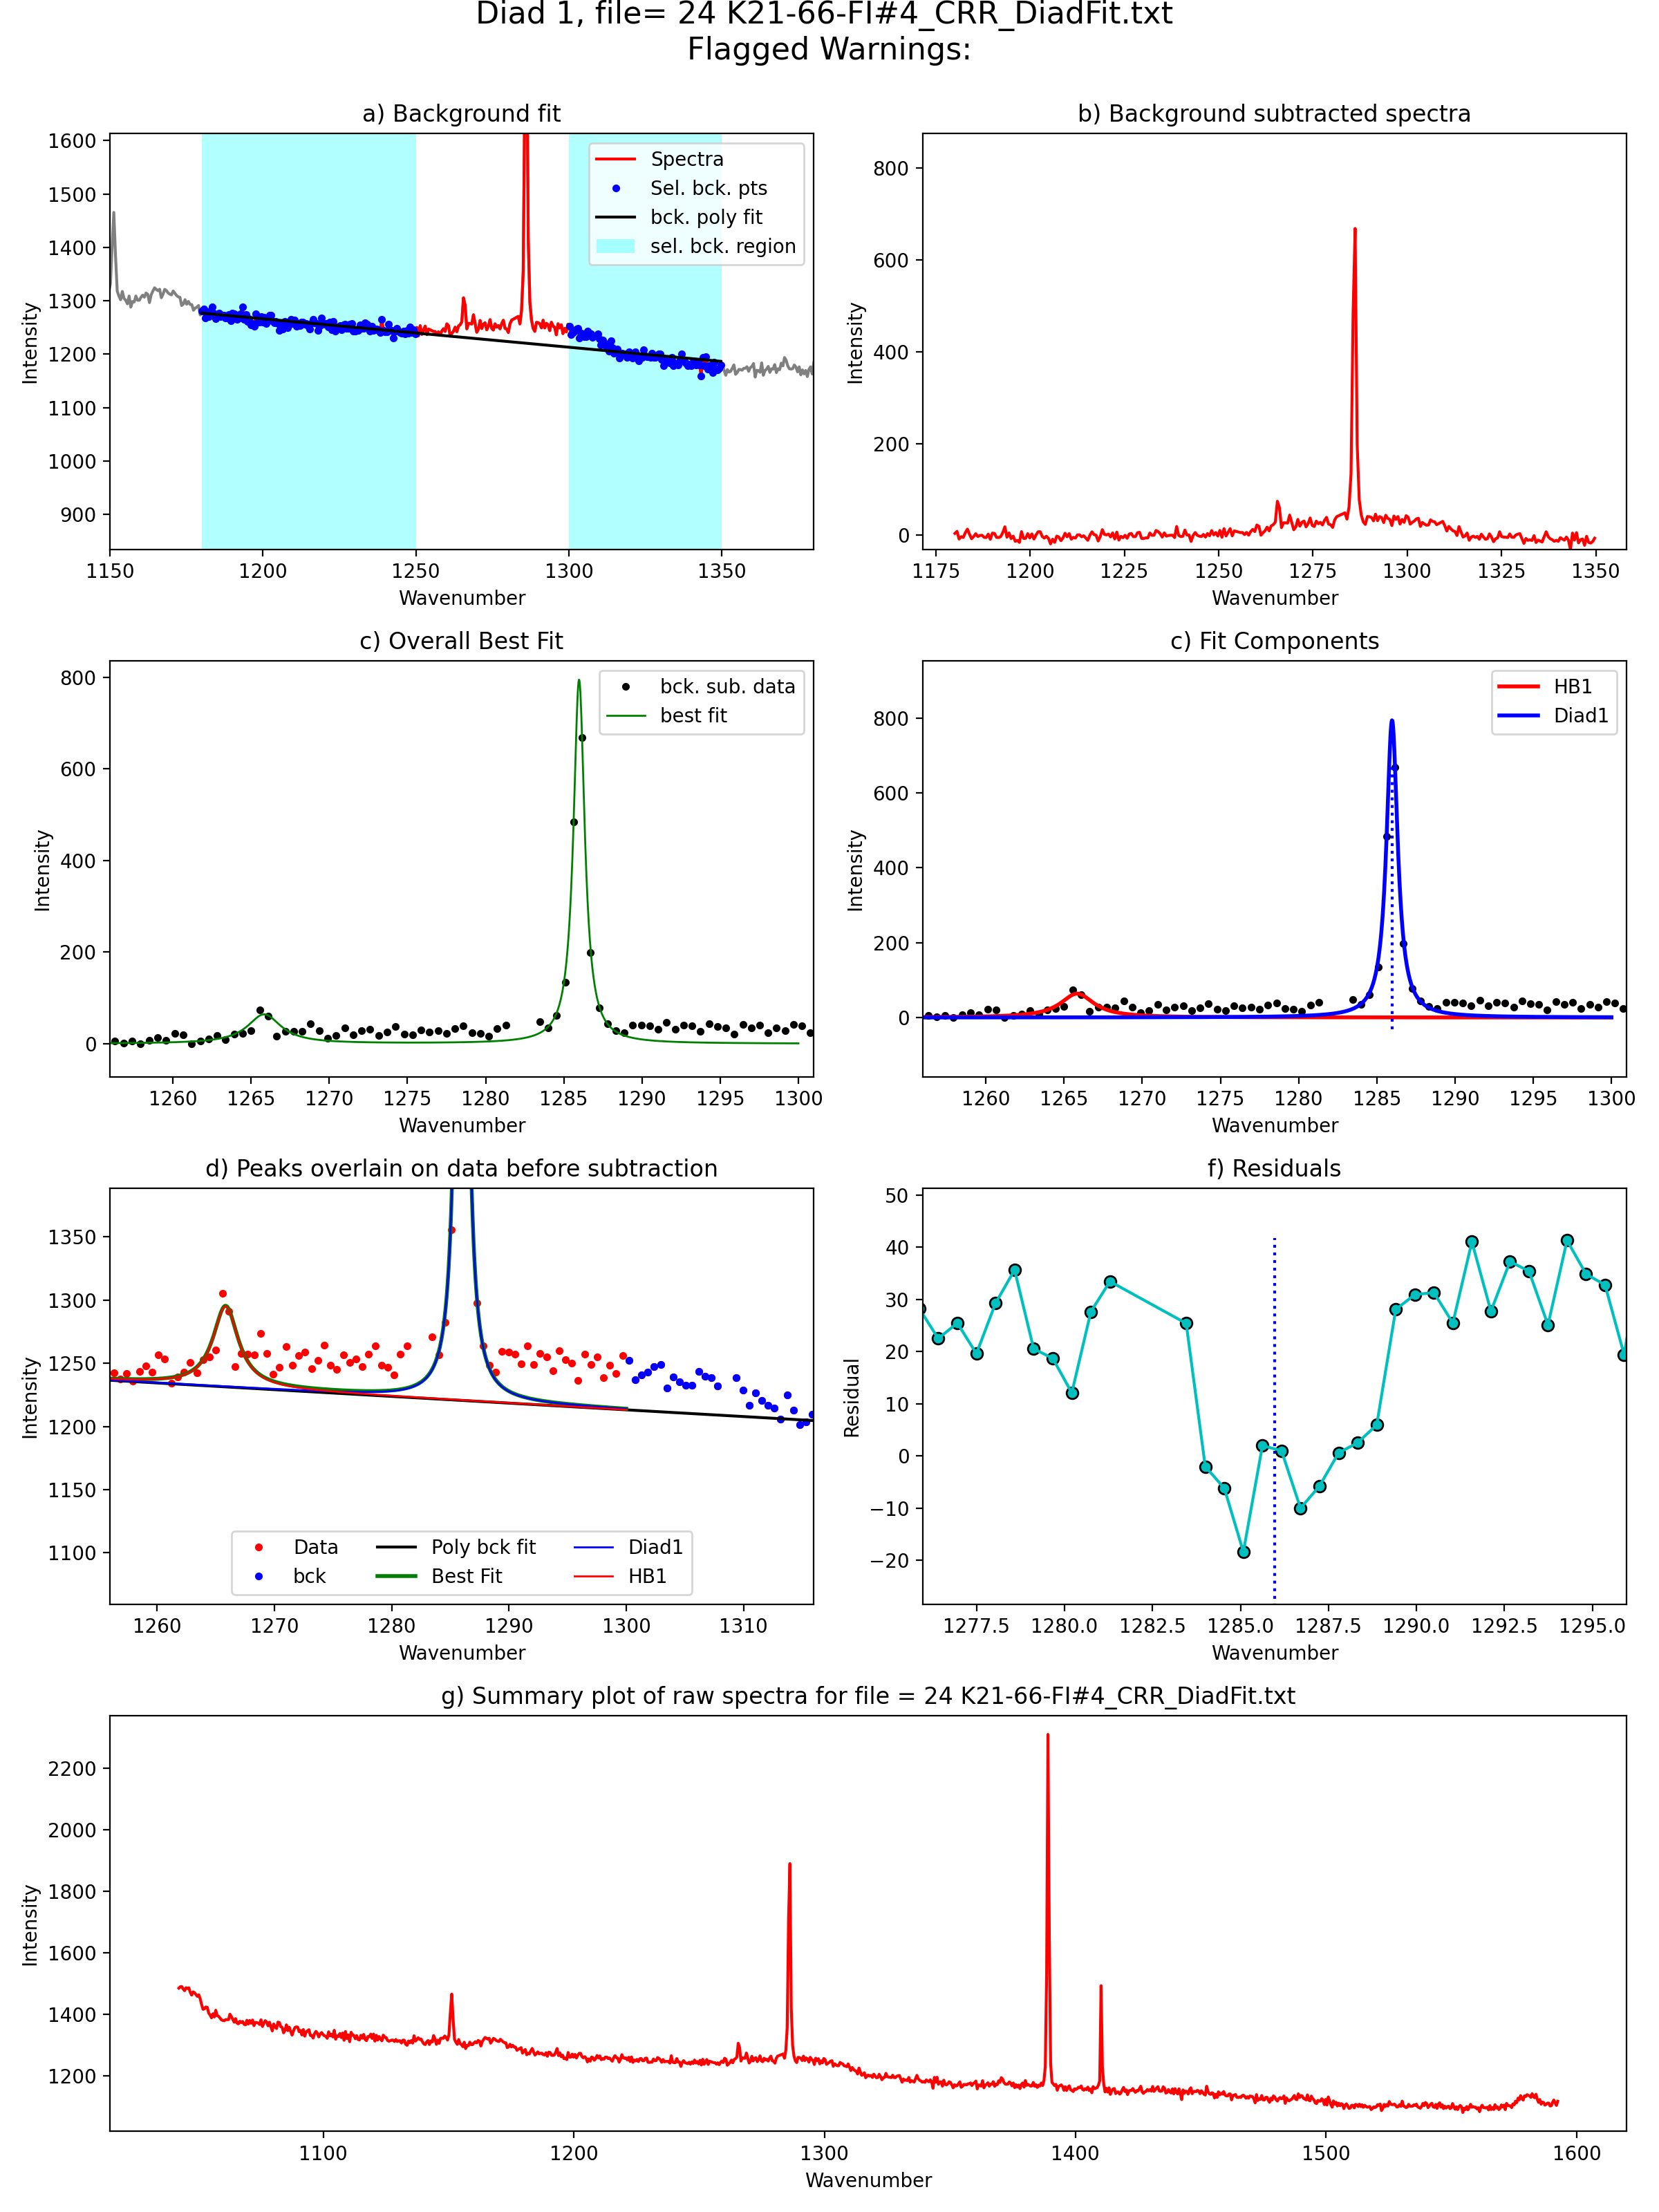 Diad 1, file= 24 K21-66-FI#4_CRR_DiadFit.txt
Flagged Warnings:
a) Background fit
1600
1500
1400
1300
1200
1100
1000
900
Intensity
Spectra
Sel. bck. pts
bck. poly fit
sel. bck. region
1150 1200 1250 1300 1350
Wavenumber
b) Background subtracted spectra
800
600
400
200
0
Intensity
1175 1200 1225 1250 1275 1300 1325 1350
Wavenumber
c) Overall Best Fit
800
600
400
200
0
Intensity
bck. sub. data
best fit
1260 1265 1270 1275 1280 1285 1290 1295 1300
Wavenumber
c) Fit Components
800
600
400
200
0
Intensity
HB1
Diad1
1260 1265 1270 1275 1280 1285 1290 1295 1300
Wavenumber
d) Peaks overlain on data before subtraction
1350
1300
1250
1200
1150
1100
Intensity
Data
bck
Poly bck fit
Best Fit
Diad1
HB1
1260 1270 1280 1290 1300 1310
Wavenumber
f) Residuals
50
40
30
20
10
0
−10
−20
Residual
1277.5 1280.0 1282.5 1285.0 1287.5 1290.0 1292.5 1295.0
Wavenumber
g) Summary plot of raw spectra for file = 24 K21-66-FI#4_CRR_DiadFit.txt
2200
2000
1800
1600
1400
1200
Intensity
1100 1200 1300 1400 1500 1600
Wavenumber